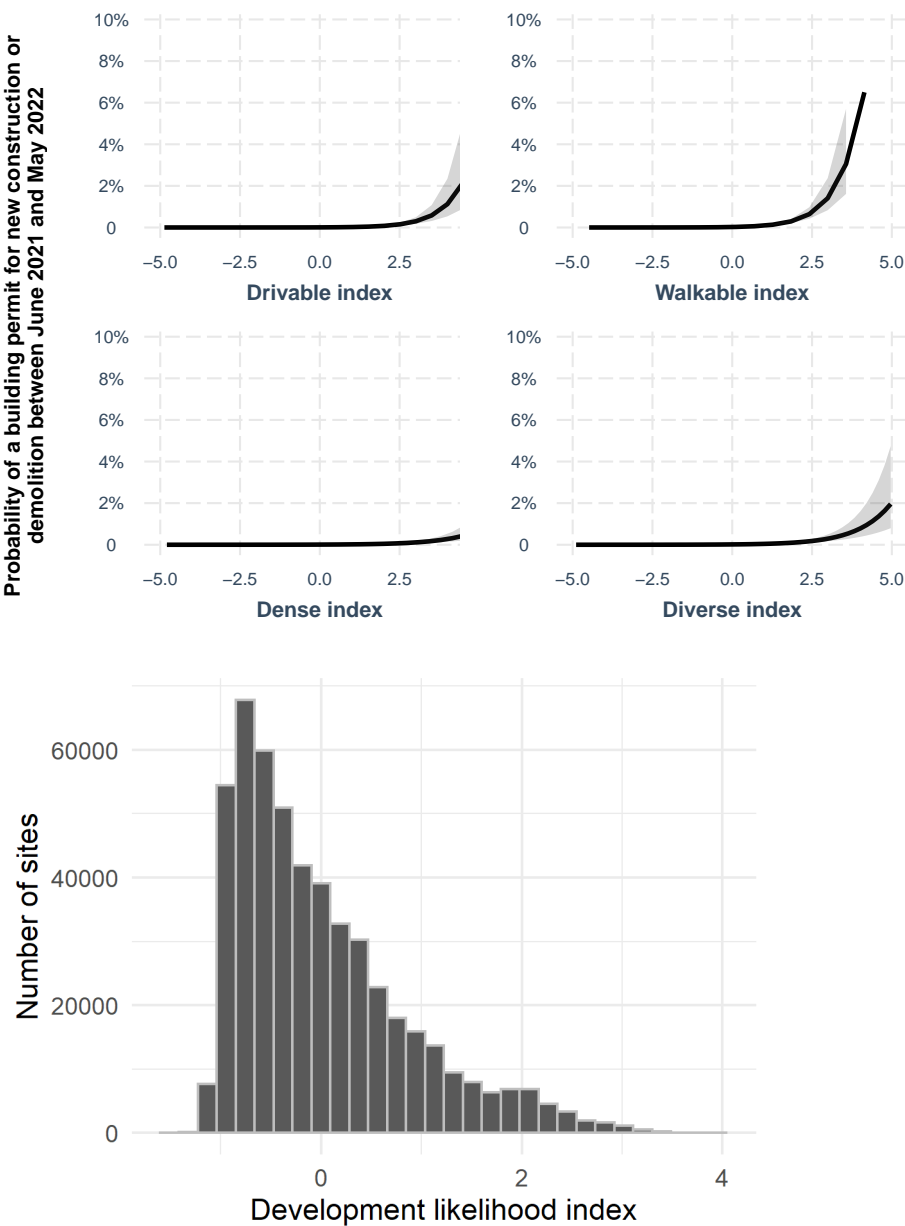 Probability of a building permit for new construction or
demolition between June 2021 and May 2022
10%
8%
6%
4%
2%
0
−5.0 −2.5 0.0 2.5
Drivable index
10%
8%
6%
4%
2%
0
−5.0 −2.5 0.0 2.5 5.0
Walkable index
10%
8%
6%
4%
2%
0
−5.0 −2.5 0.0 2.5
Dense index
10%
8%
6%
4%
2%
0
−5.0 −2.5 0.0 2.5 5.0
Diverse index
Number of sites
60000
40000
20000
0
0 2 4
Development likelihood index